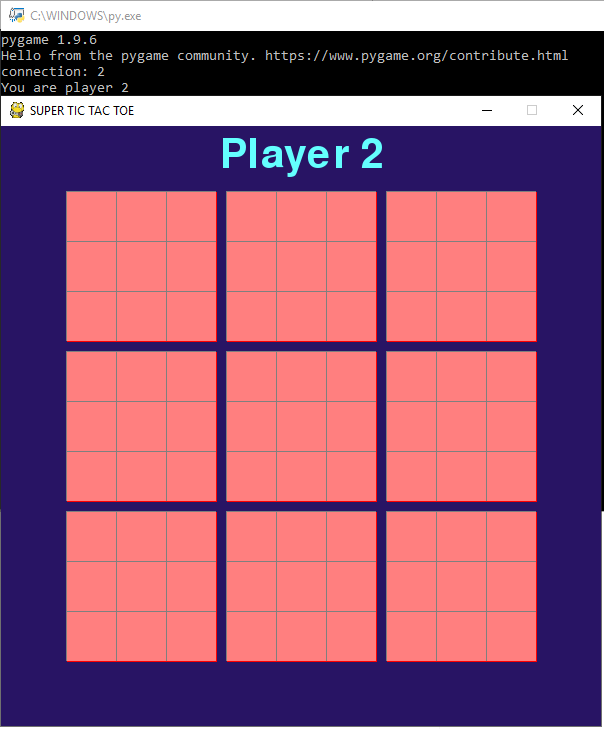 C:\WINDOWS\py.exe
pygame 1.9.6
Hello from the pygame community. https://www.pygame.org/contribute.html
connection: 2
You are player 2
SUPER TIC TAC TOE
Player 2